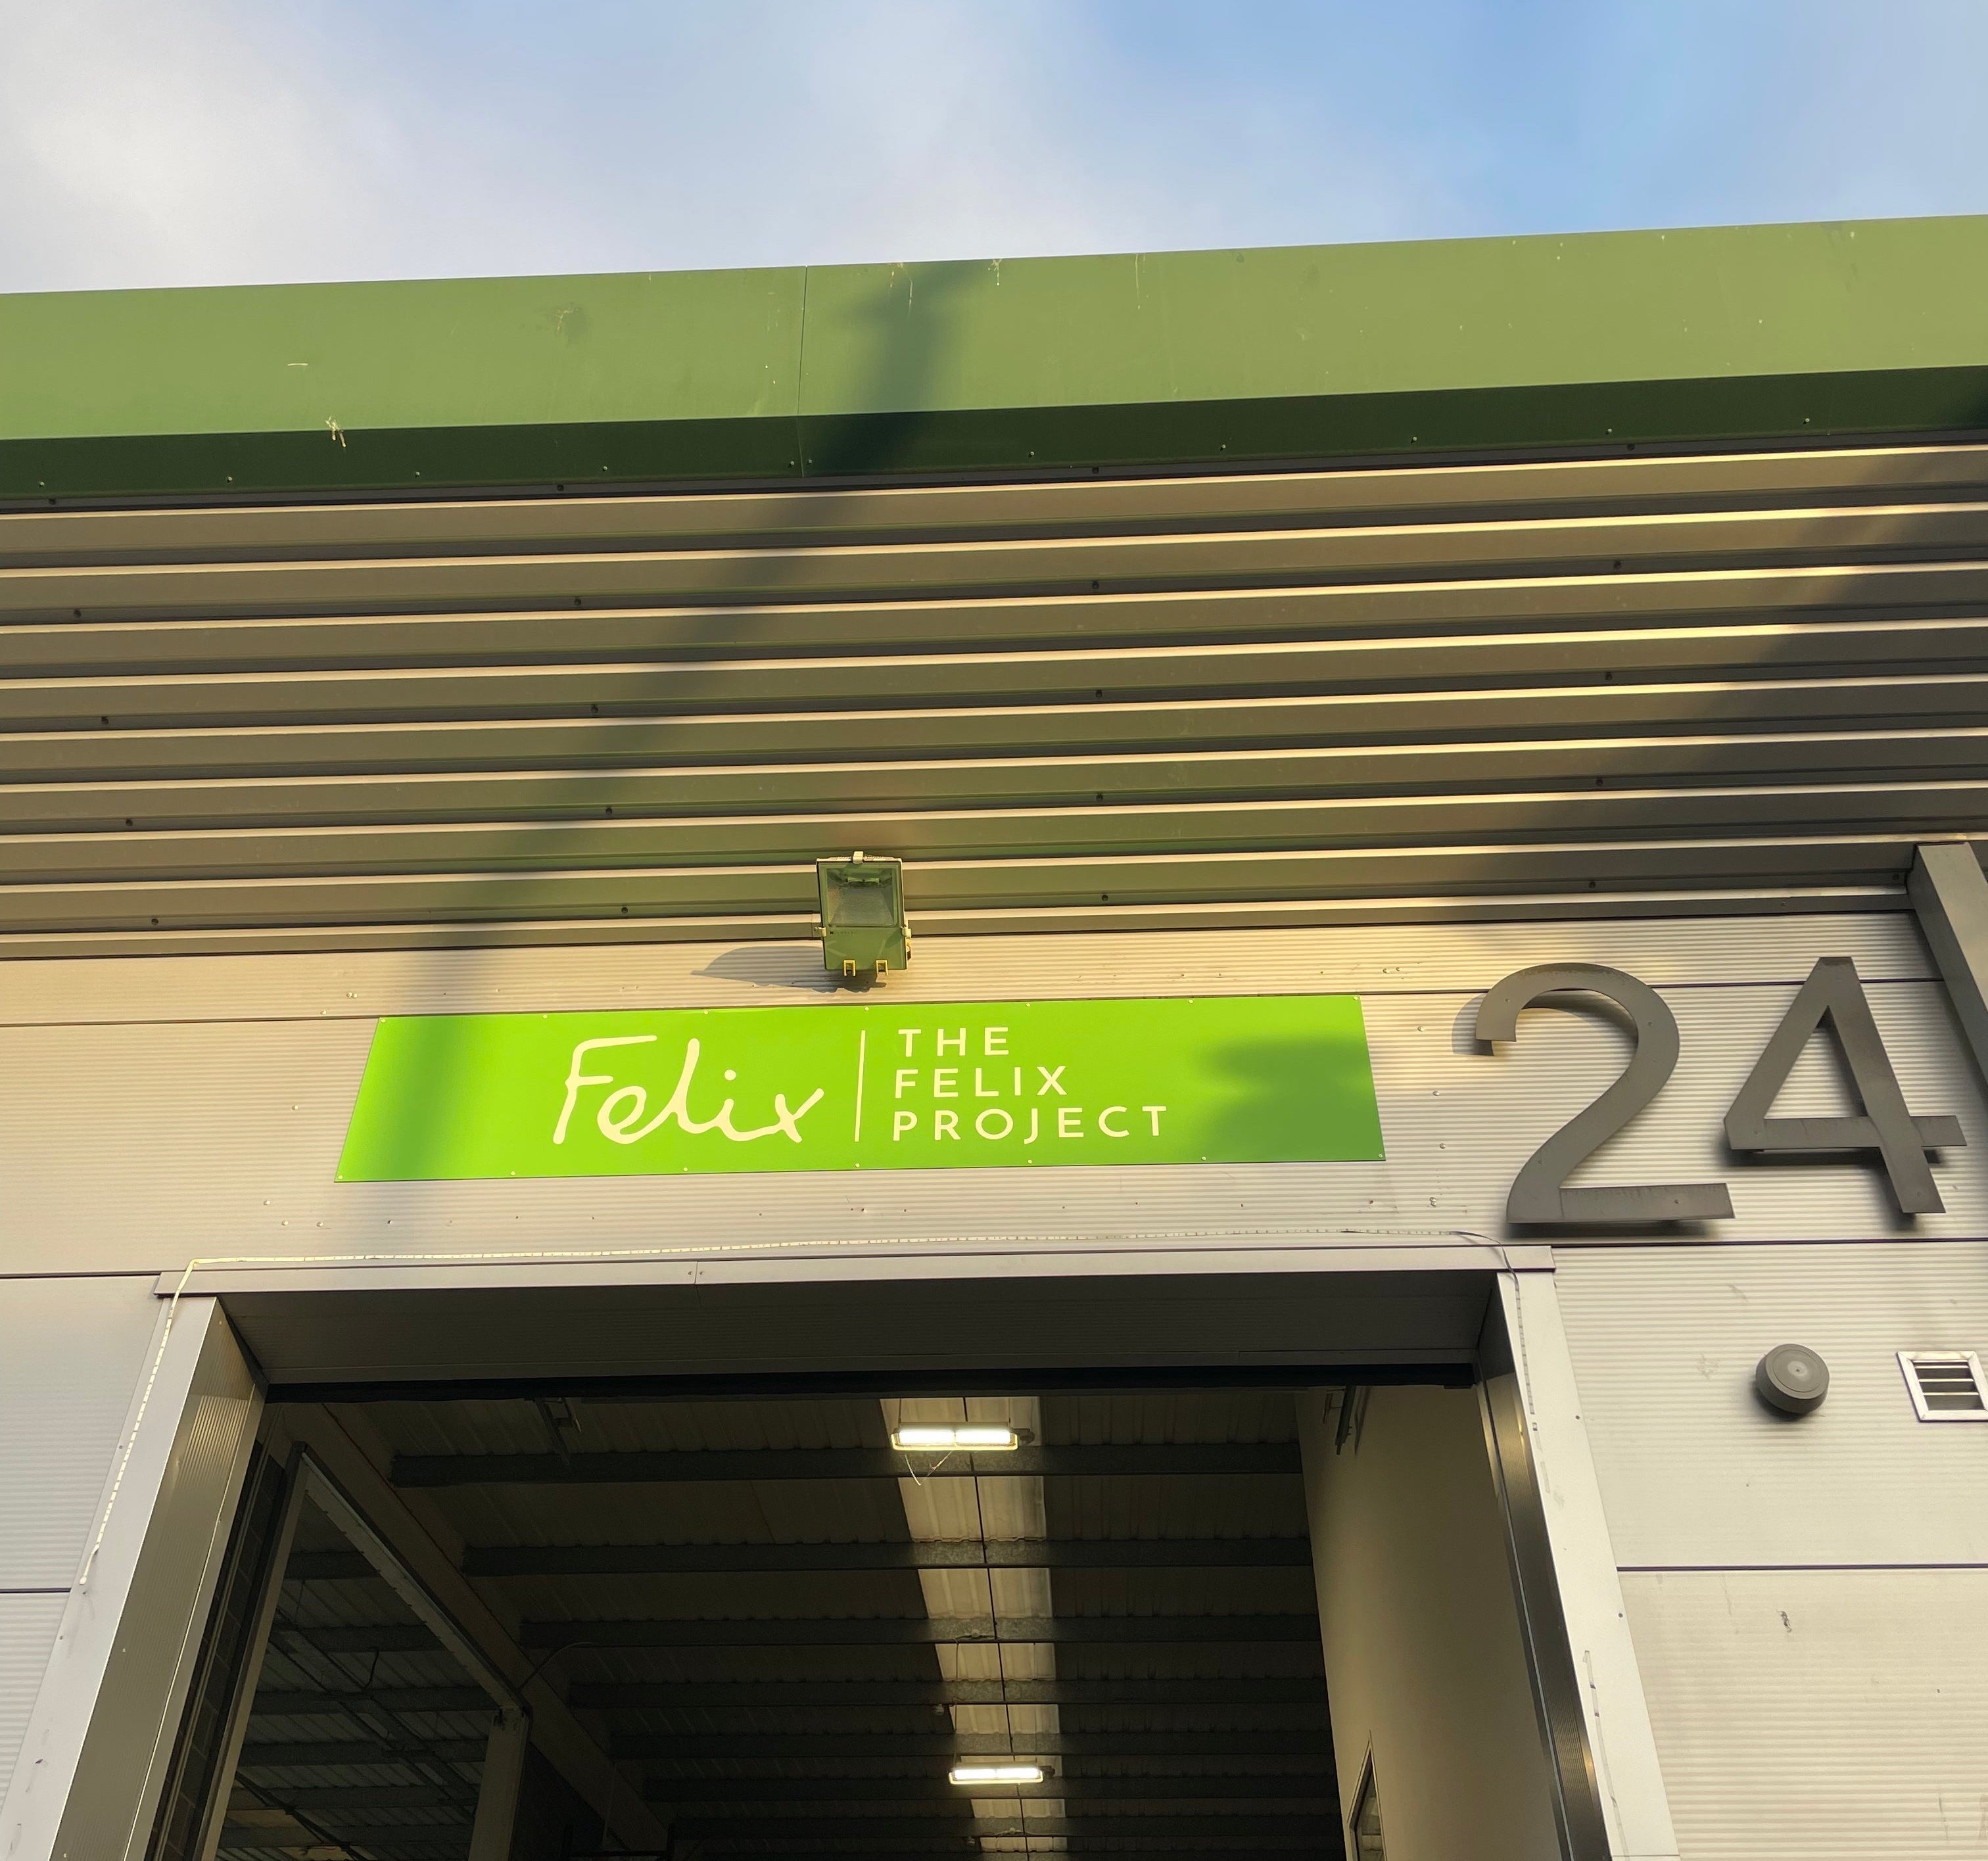 Felix
THE
FELIX
PROJECT
24